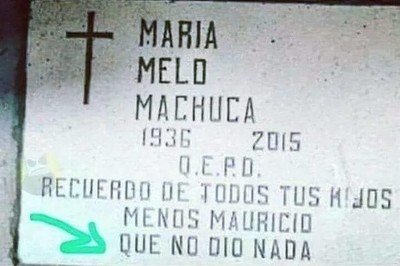 MARIA
MELO
MACHUCA
1936 2015
Q.E.P.D.
RECUERDO DE TODOS TUS HIJOS
MENOS MAURICIO
QUE NO DIO NADA